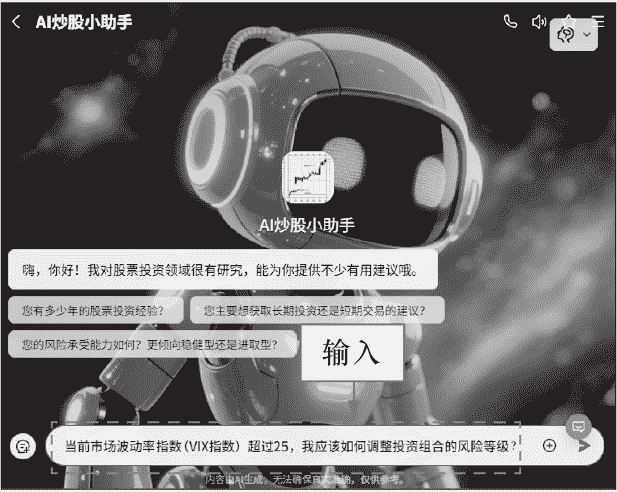 AI炒股小助手
AI炒股小助手
嗨，你好！我对股票投资领域很有研究，能为你提供不少有用建议哦。
您有多少年的股票投资经验？
您主要想获取长期投资还是短期交易的建议？
您的风险承受能力如何？更倾向稳健型还是进取型？
输入
当前市场波动率指数(VIX指数）超过25，我应该如何调整投资组合的风险等级？
内容由AI生成，无法确保真实准确，仅供参考。